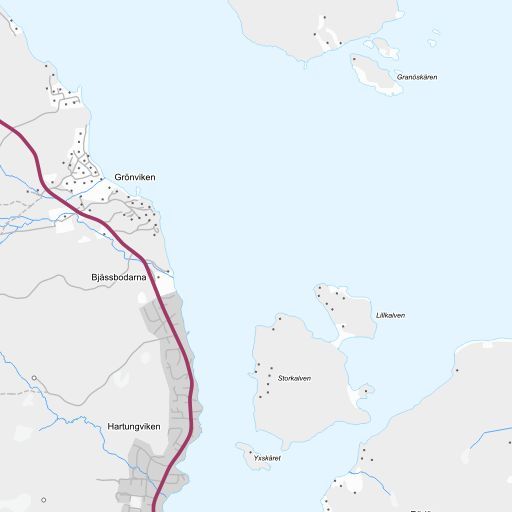 Granöskären
Grönviken
Bjässbodarna
Lillkalven
Storkalven
Hartungviken
Yxskäret